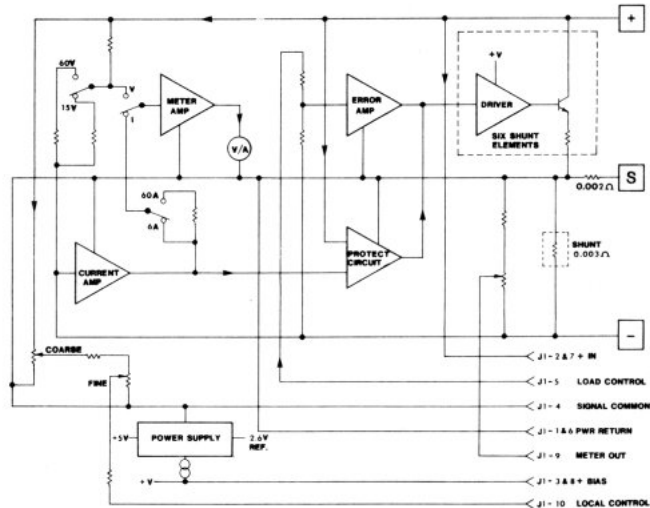 +
60V
15V
V
I
METER AMP
V/A
ERROR AMP
+V
DRIVER
SIX SHUNT ELEMENTS
0.002Ω
S
60A
6A
CURRENT AMP
PROTECT CIRCUIT
SHUNT
0.003Ω
-
COARSE
FINE
+5V
POWER SUPPLY
2.6V REF.
+V
J1-2 & 7 + IN
J1-5 LOAD CONTROL
J1-4 SIGNAL COMMON
J1-1 & 6 PWR RETURN
J1-9 METER OUT
J1-3 & 8 + BIAS
J1-10 LOCAL CONTROL